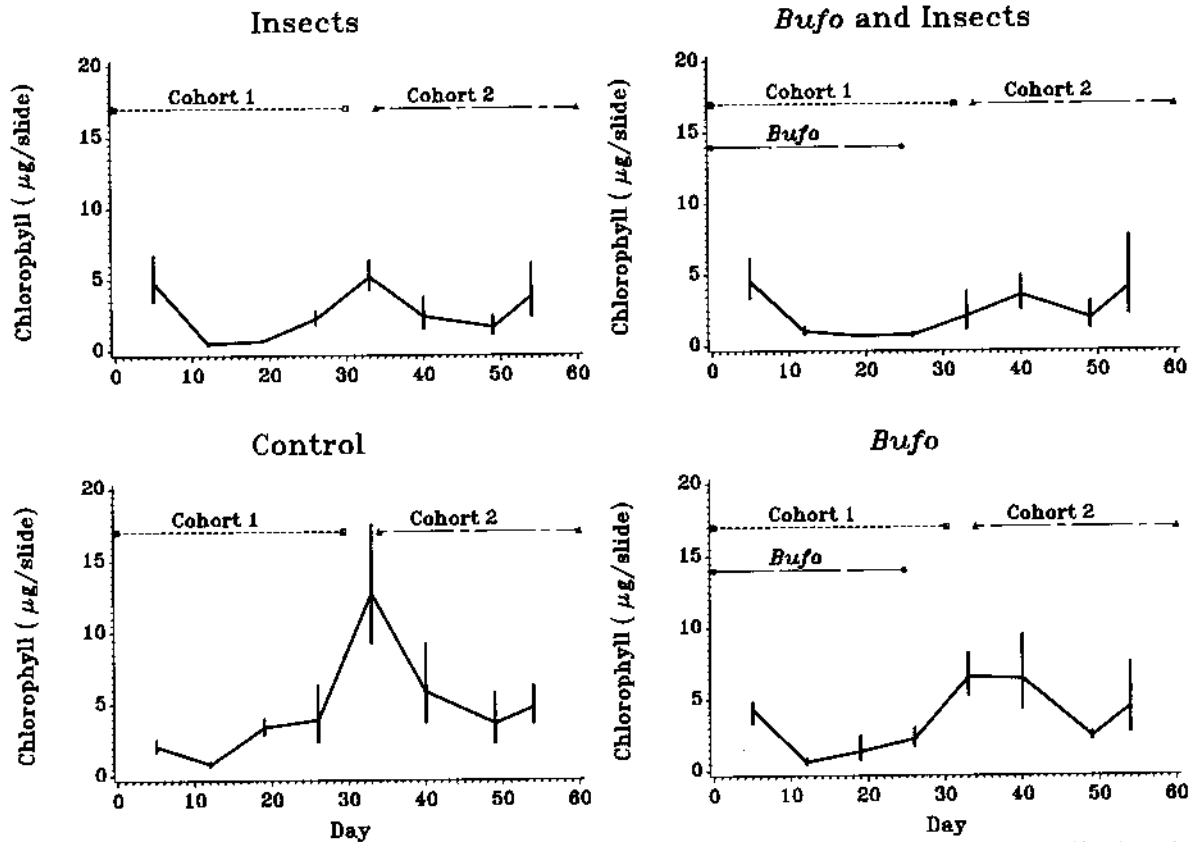 Insects
Chlorophyll ( μg/slide)
20
15
10
5
0
Cohort 1
Cohort 2
0 10 20 30 40 50 60
Bufo and Insects
Chlorophyll ( μg/slide)
20
15
10
5
0
Cohort 1
Cohort 2
Bufo
0 10 20 30 40 50 60
Control
Chlorophyll ( μg/slide)
20
15
10
5
0
Cohort 1
Cohort 2
0 10 20 30 40 50 60
Day
Bufo
Chlorophyll ( μg/slide)
20
15
10
5
0
Cohort 1
Cohort 2
Bufo
0 10 20 30 40 50 60
Day